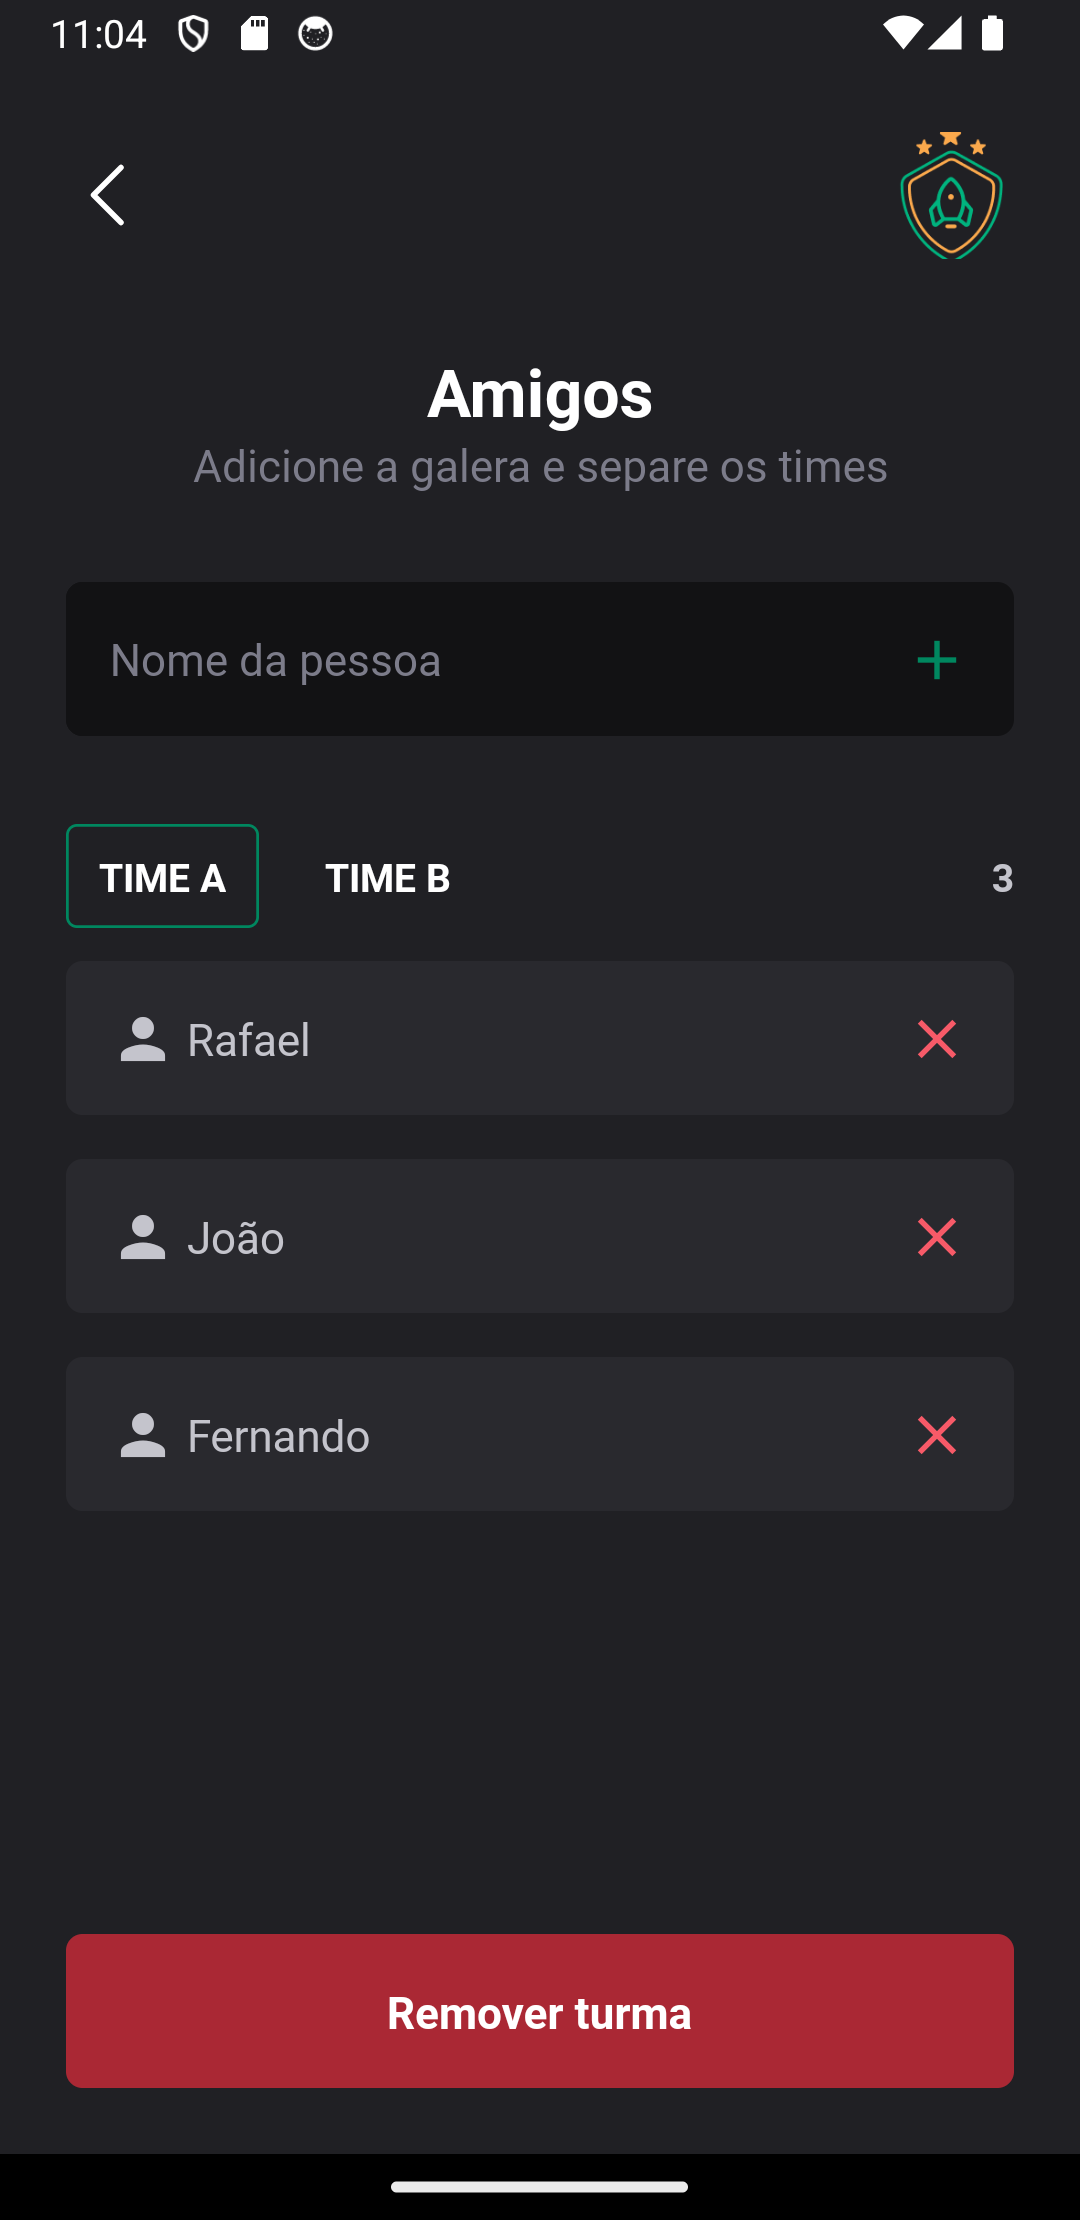 11:04
Amigos
Adicione a galera e separe os times
Nome da pessoa
TIME A TIME B 3
Rafael
João
Fernando
Remover turma